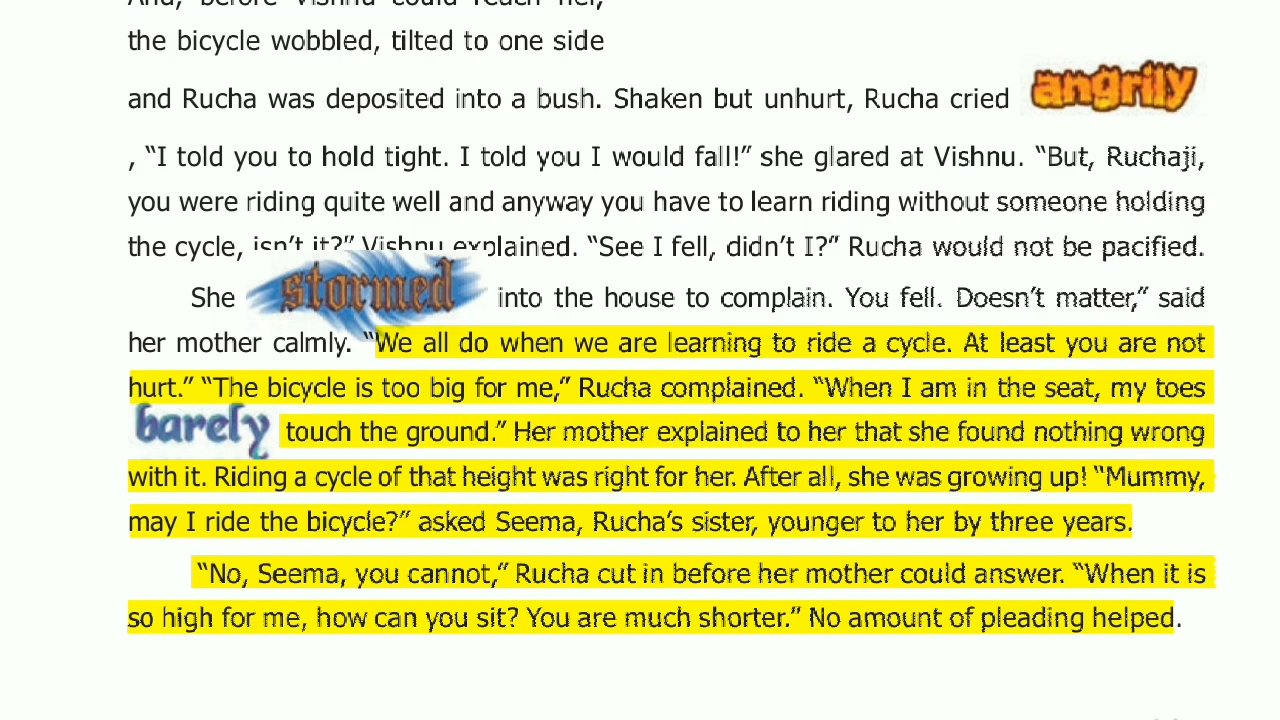 the bicycle wobbled, tilted to one side
and Rucha was deposited into a bush. Shaken but unhurt, Rucha cried angrily
, “I told you to hold tight. I told you I would fall!” she glared at Vishnu. “But, Ruchaji,
you were riding quite well and anyway you have to learn riding without someone holding
the cycle, isn’t it?” Vishnu explained. “See I fell, didn’t I?” Rucha would not be pacified.
She stormed into the house to complain. You fell. Doesn’t matter,” said
her mother calmly. “We all do when we are learning to ride a cycle. At least you are not
hurt.” “The bicycle is too big for me,” Rucha complained. “When I am in the seat, my toes
barely touch the ground.” Her mother explained to her that she found nothing wrong
with it. Riding a cycle of that height was right for her. After all, she was growing up! “Mummy,
may I ride the bicycle?” asked Seema, Rucha’s sister, younger to her by three years.
“No, Seema, you cannot,” Rucha cut in before her mother could answer. “When it is
so high for me, how can you sit? You are much shorter.” No amount of pleading helped.